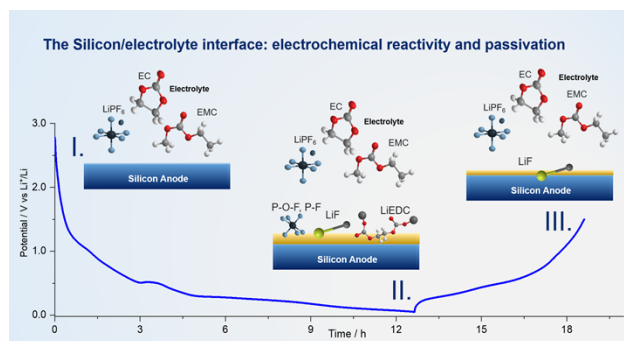 The Silicon/electrolyte interface: electrochemical reactivity and passivation
EC
Electrolyte
LiPF6
EMC
I.
Silicon Anode
EC
Electrolyte
LiPF6
EMC
P-O-F, P-F
LiF
LiEDC
Silicon Anode
II.
EC
Electrolyte
EMC
LiPF6
LiF
Silicon Anode
III.
Potential / V vs Li⁺/Li
3.0
2.0
1.0
0.0
0
3
6
9
12
15
18
Time / h